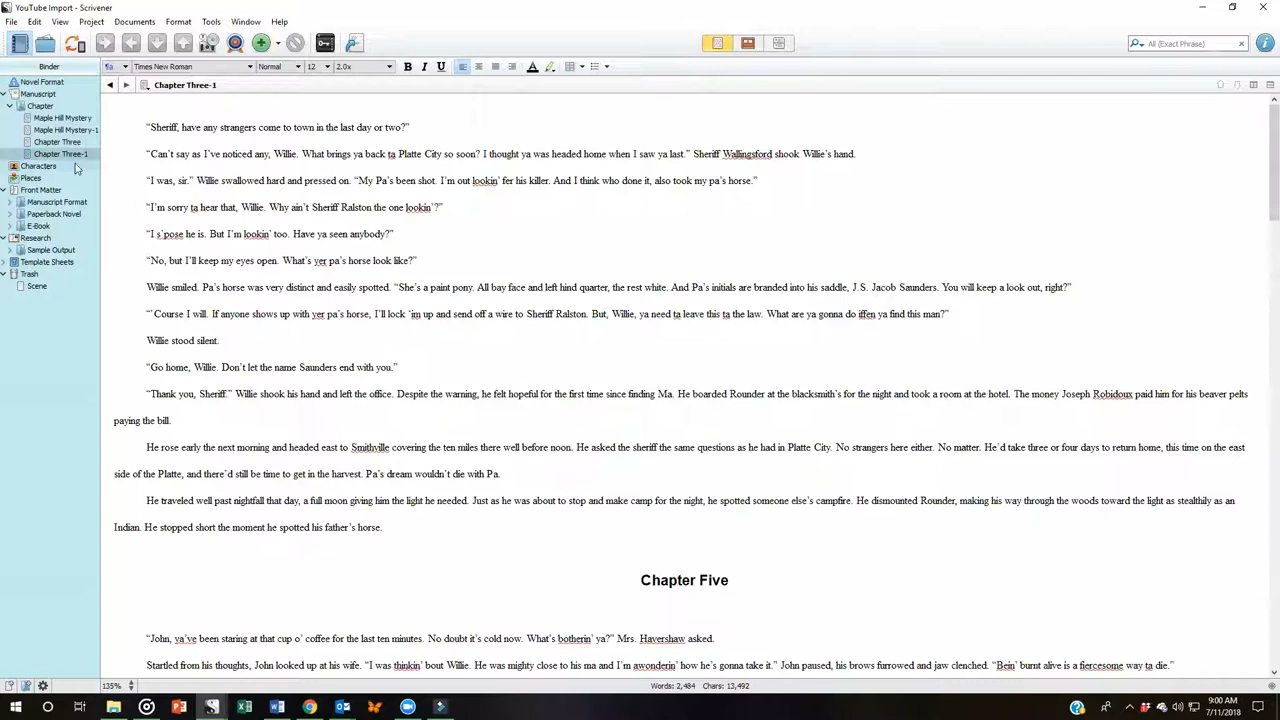 YouTube Import - Scrivener
File Edit View Project Documents Format Tools Window Help
All (Exact Phrase)
Binder
Times New Roman Normal 12 2.0x B I U A
Novel Format
Manuscript
Chapter
Maple Hill Mystery
Maple Hill Mystery-1
Chapter Three
Chapter Three-1
Characters
Places
Front Matter
Manuscript Format
Paperback Novel
E-Book
Research
Sample Output
Template Sheets
Trash
Scene
Chapter Three-1
“Sheriff, have any strangers come to town in the last day or two?”
“Can’t say as I’ve noticed any, Willie. What brings ya back ta Platte City so soon? I thought ya was headed home when I saw ya last.” Sheriff Wallingsford shook Willie’s hand.
“I was, sir.” Willie swallowed hard and pressed on. “My Pa’s been shot. I’m out lookin’ fer his killer. And I think who done it, also took my pa’s horse.”
“I’m sorry ta hear that, Willie. Why ain’t Sheriff Ralston the one lookin’?”
“I s’pose he is. But I’m lookin’ too. Have ya seen anybody?”
“No, but I’ll keep my eyes open. What’s yer pa’s horse look like?”
Willie smiled. Pa’s horse was very distinct and easily spotted. “She’s a paint pony. All bay face and left hind quarter, the rest white. And Pa’s initials are branded into his saddle, J.S. Jacob Saunders. You will keep a look out, right?”
“‘Course I will. If anyone shows up with yer pa’s horse, I’ll lock ‘im up and send off a wire to Sheriff Ralston. But, Willie, ya need ta leave this ta the law. What are ya gonna do iffen ya find this man?”
Willie stood silent.
“Go home, Willie. Don’t let the name Saunders end with you.”
“Thank you, Sheriff.” Willie shook his hand and left the office. Despite the warning, he felt hopeful for the first time since finding Ma. He boarded Rounder at the blacksmith’s for the night and took a room at the hotel. The money Joseph Robidoux paid him for his beaver pelts
paying the bill.
He rose early the next morning and headed east to Smithville covering the ten miles there well before noon. He asked the sheriff the same questions as he had in Platte City. No strangers here either. No matter. He’d take three or four days to return home, this time on the east
side of the Platte, and there’d still be time to get in the harvest. Pa’s dream wouldn’t die with Pa.
He traveled well past nightfall that day, a full moon giving him the light he needed. Just as he was about to stop and make camp for the night, he spotted someone else’s campfire. He dismounted Rounder, making his way through the woods toward the light as stealthily as an
Indian. He stopped short the moment he spotted his father’s horse.
Chapter Five
“John, ya’ve been staring at that cup o’ coffee for the last ten minutes. No doubt it’s cold now. What’s botherin’ ya?” Mrs. Havershaw asked.
Startled from his thoughts, John looked up at his wife. “I was thinkin’ bout Willie. He was mighty close to his ma and I’m awonderin’ how he’s gonna take it.” John paused, his brows furrowed and jaw clenched. “Bein’ burnt alive is a fiercesome way ta die.”
135%
Words: 2,484 Chars: 13,492
9:00 AM
7/11/2018